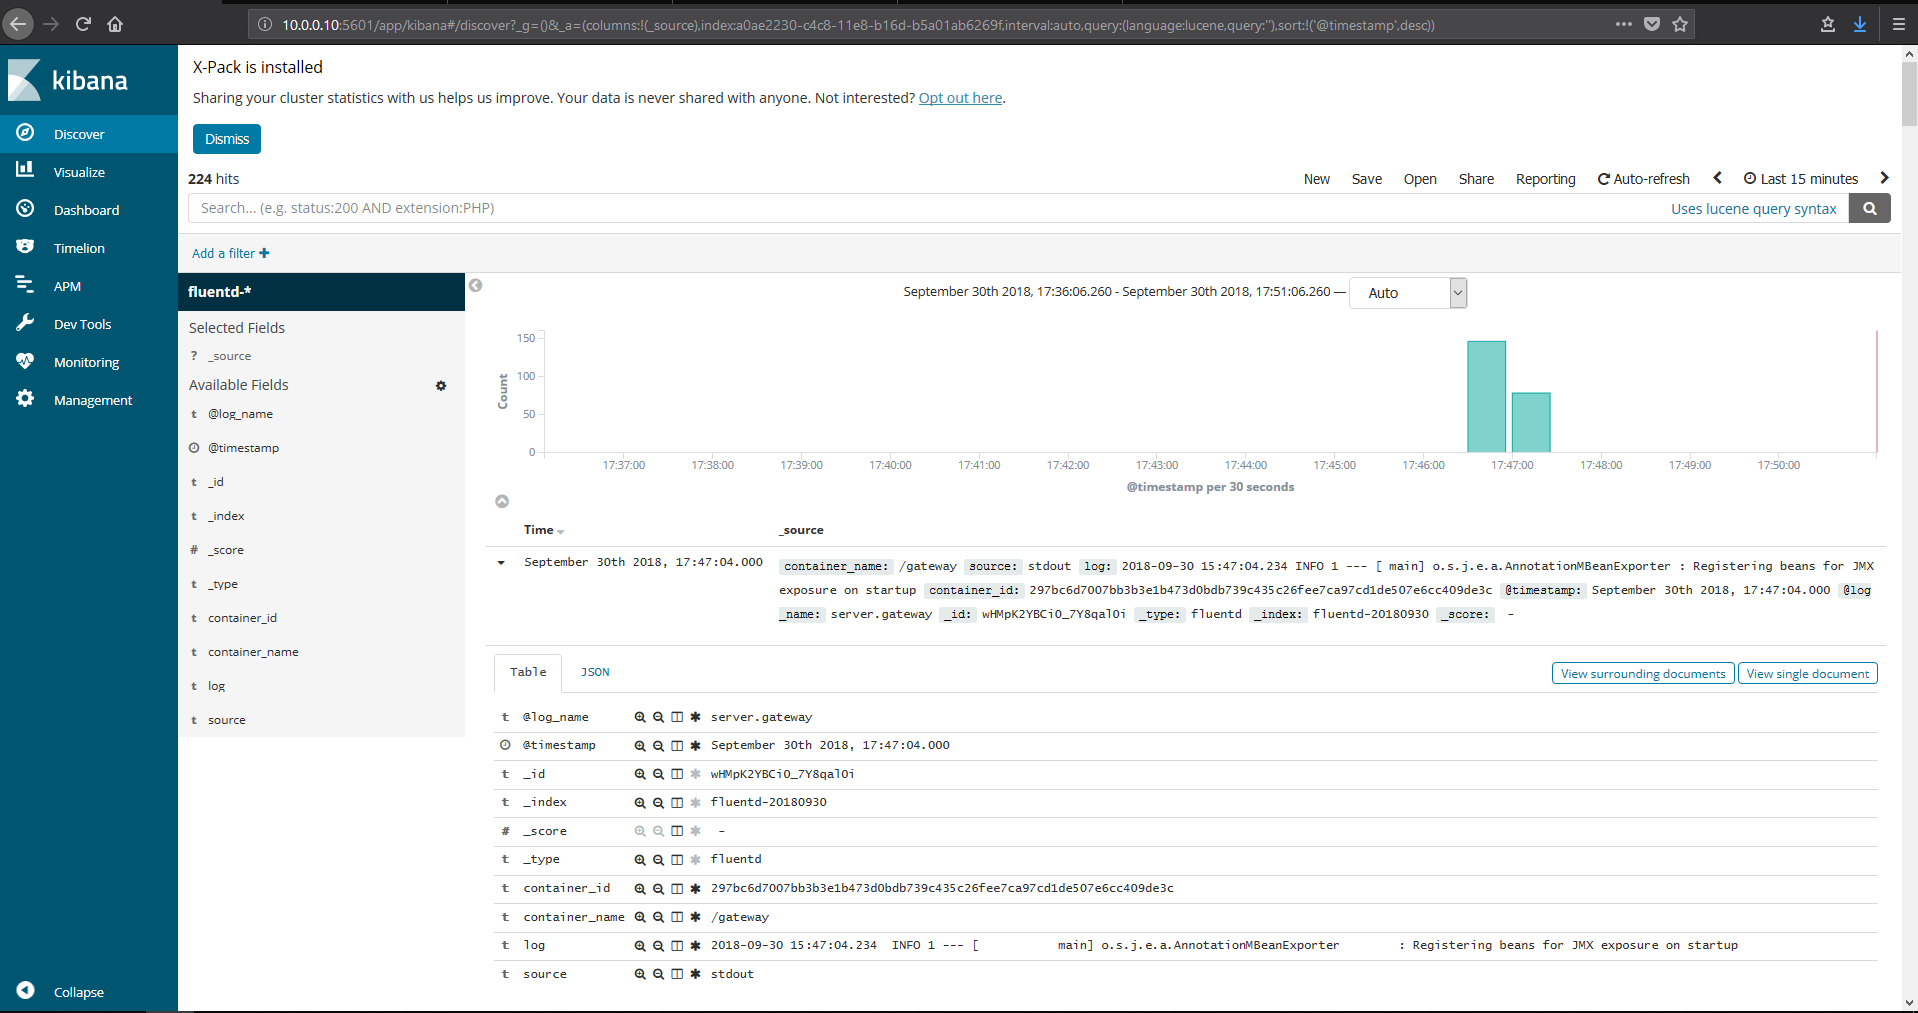 10.0.0.10:5601/app/kibana#/discover?_g=()&_a=(columns:!(_source),index:a0ae2230-c4c8-11e8-b16d-b5a01ab6269f,interval:auto,query:(language:lucene,query:''),sort:!('@timestamp',desc))
kibana
Discover
Visualize
Dashboard
Timelion
APM
Dev Tools
Monitoring
Management
Collapse
X-Pack is installed
Sharing your cluster statistics with us helps us improve. Your data is never shared with anyone. Not interested? Opt out here.
Dismiss
224 hits
New Save Open Share Reporting Auto-refresh Last 15 minutes
Search... (e.g. status:200 AND extension:PHP)
Uses lucene query syntax
Add a filter
fluentd-*
Selected Fields
? _source
Available Fields
t @log_name
@timestamp
t _id
t _index
# _score
t _type
t container_id
t container_name
t log
t source
September 30th 2018, 17:36:06.260 - September 30th 2018, 17:51:06.260 — Auto
Count
150
100
50
0
17:37:00 17:38:00 17:39:00 17:40:00 17:41:00 17:42:00 17:43:00 17:44:00 17:45:00 17:46:00 17:47:00 17:48:00 17:49:00 17:50:00
@timestamp per 30 seconds
Time _source
September 30th 2018, 17:47:04.000 container_name: /gateway source: stdout log: 2018-09-30 15:47:04.234 INFO 1 --- [ main] o.s.j.e.a.AnnotationMBeanExporter : Registering beans for JMX
exposure on startup container_id: 297bc6d7007bb3b3e1b473d0bdb739c435c26fee7ca97cd1de507e6cc409de3c @timestamp: September 30th 2018, 17:47:04.000 @log
_name: server.gateway _id: wHMpK2YBCiO_7Y8qalOi _type: fluentd _index: fluentd-20180930 _score: -
Table JSON View surrounding documents View single document
t @log_name server.gateway
@timestamp September 30th 2018, 17:47:04.000
t _id wHMpK2YBCiO_7Y8qalOi
t _index fluentd-20180930
# _score -
t _type fluentd
t container_id 297bc6d7007bb3b3e1b473d0bdb739c435c26fee7ca97cd1de507e6cc409de3c
t container_name /gateway
t log 2018-09-30 15:47:04.234 INFO 1 --- [ main] o.s.j.e.a.AnnotationMBeanExporter : Registering beans for JMX exposure on startup
t source stdout